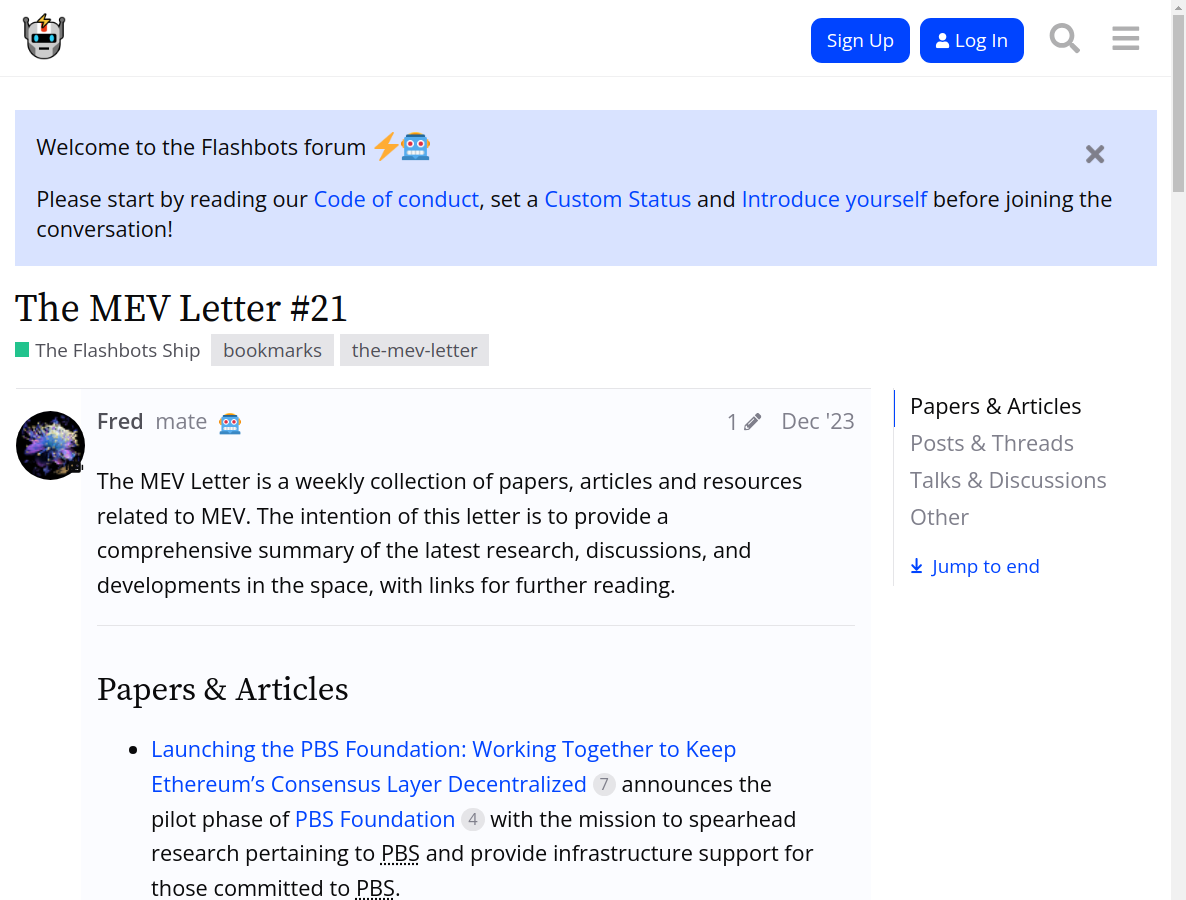 Sign Up
Log In
Welcome to the Flashbots forum
Please start by reading our Code of conduct, set a Custom Status and Introduce yourself before joining the
conversation!
The MEV Letter #21
The Flashbots Ship bookmarks the-mev-letter
Fred mate 1 Dec '23
The MEV Letter is a weekly collection of papers, articles and resources
related to MEV. The intention of this letter is to provide a
comprehensive summary of the latest research, discussions, and
developments in the space, with links for further reading.
Papers & Articles
Launching the PBS Foundation: Working Together to Keep
Ethereum’s Consensus Layer Decentralized 7 announces the
pilot phase of PBS Foundation 4 with the mission to spearhead
research pertaining to PBS and provide infrastructure support for
those committed to PBS.
Papers & Articles
Posts & Threads
Talks & Discussions
Other
Jump to end